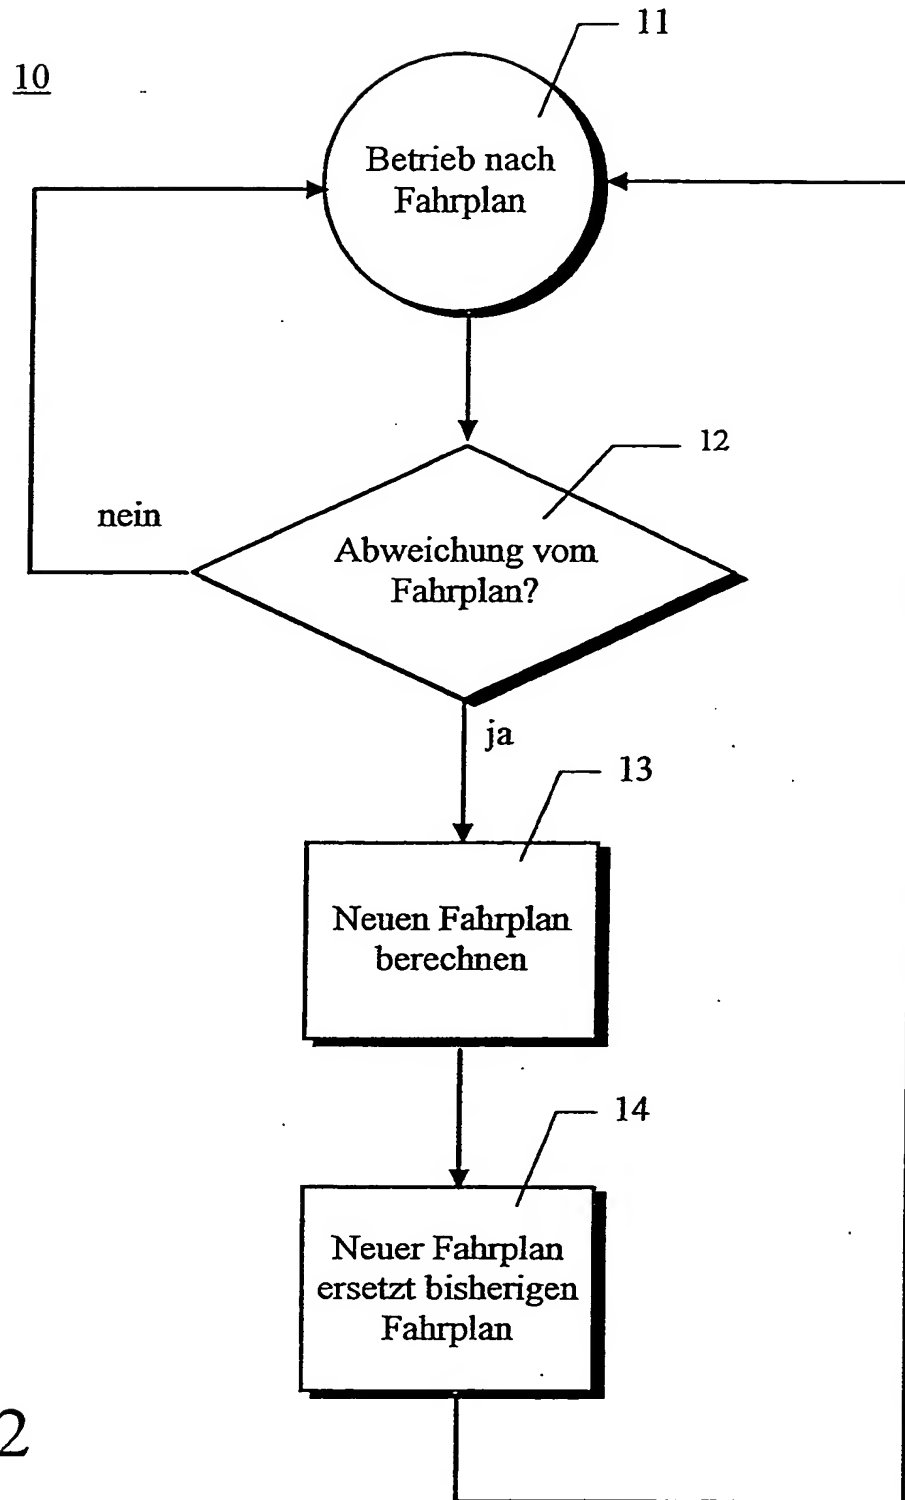 11
10
Betrieb nach
Fahrplan
12
nein
Abweichung vom
Fahrplan?
ja
13
Neuen Fahrplan
berechnen
14
Neuer Fahrplan
ersetzt bisherigen
Fahrplan
2